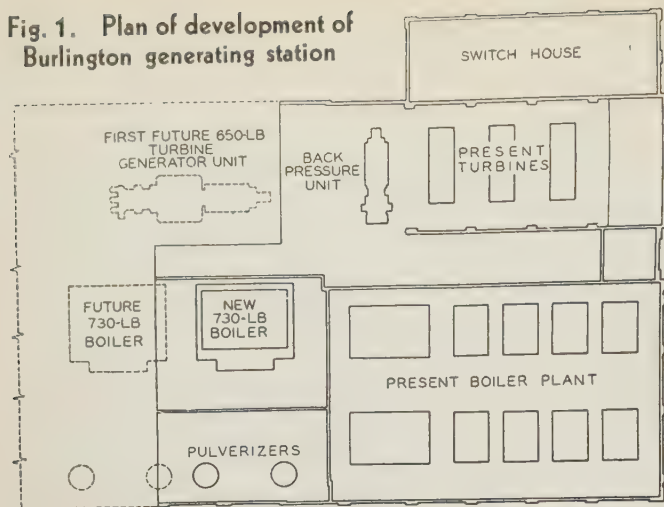 Fig. 1. Plan of development of
Burlington generating station
SWITCH HOUSE
FIRST FUTURE 650-LB
TURBINE
GENERATOR UNIT
BACK
PRESSURE
UNIT
PRESENT
TURBINES
FUTURE
730-LB
BOILER
NEW
730-LB
BOILER
PRESENT BOILER PLANT
PULVERIZERS